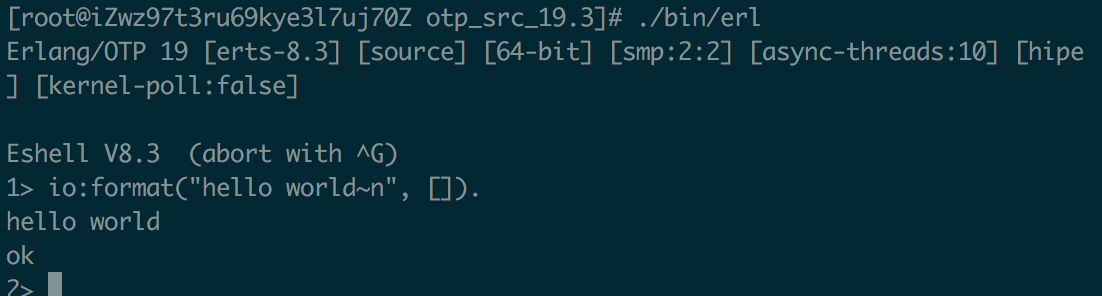 [root@iZwz97t3ru69kye3l7uj70Z otp_src_19.3]# ./bin/erl
Erlang/OTP 19 [erts-8.3] [source] [64-bit] [smp:2:2] [async-threads:10] [hipe
] [kernel-poll:false]
Eshell V8.3  (abort with ^G)
1> io:format("hello world~n", []).
hello world
ok
2>